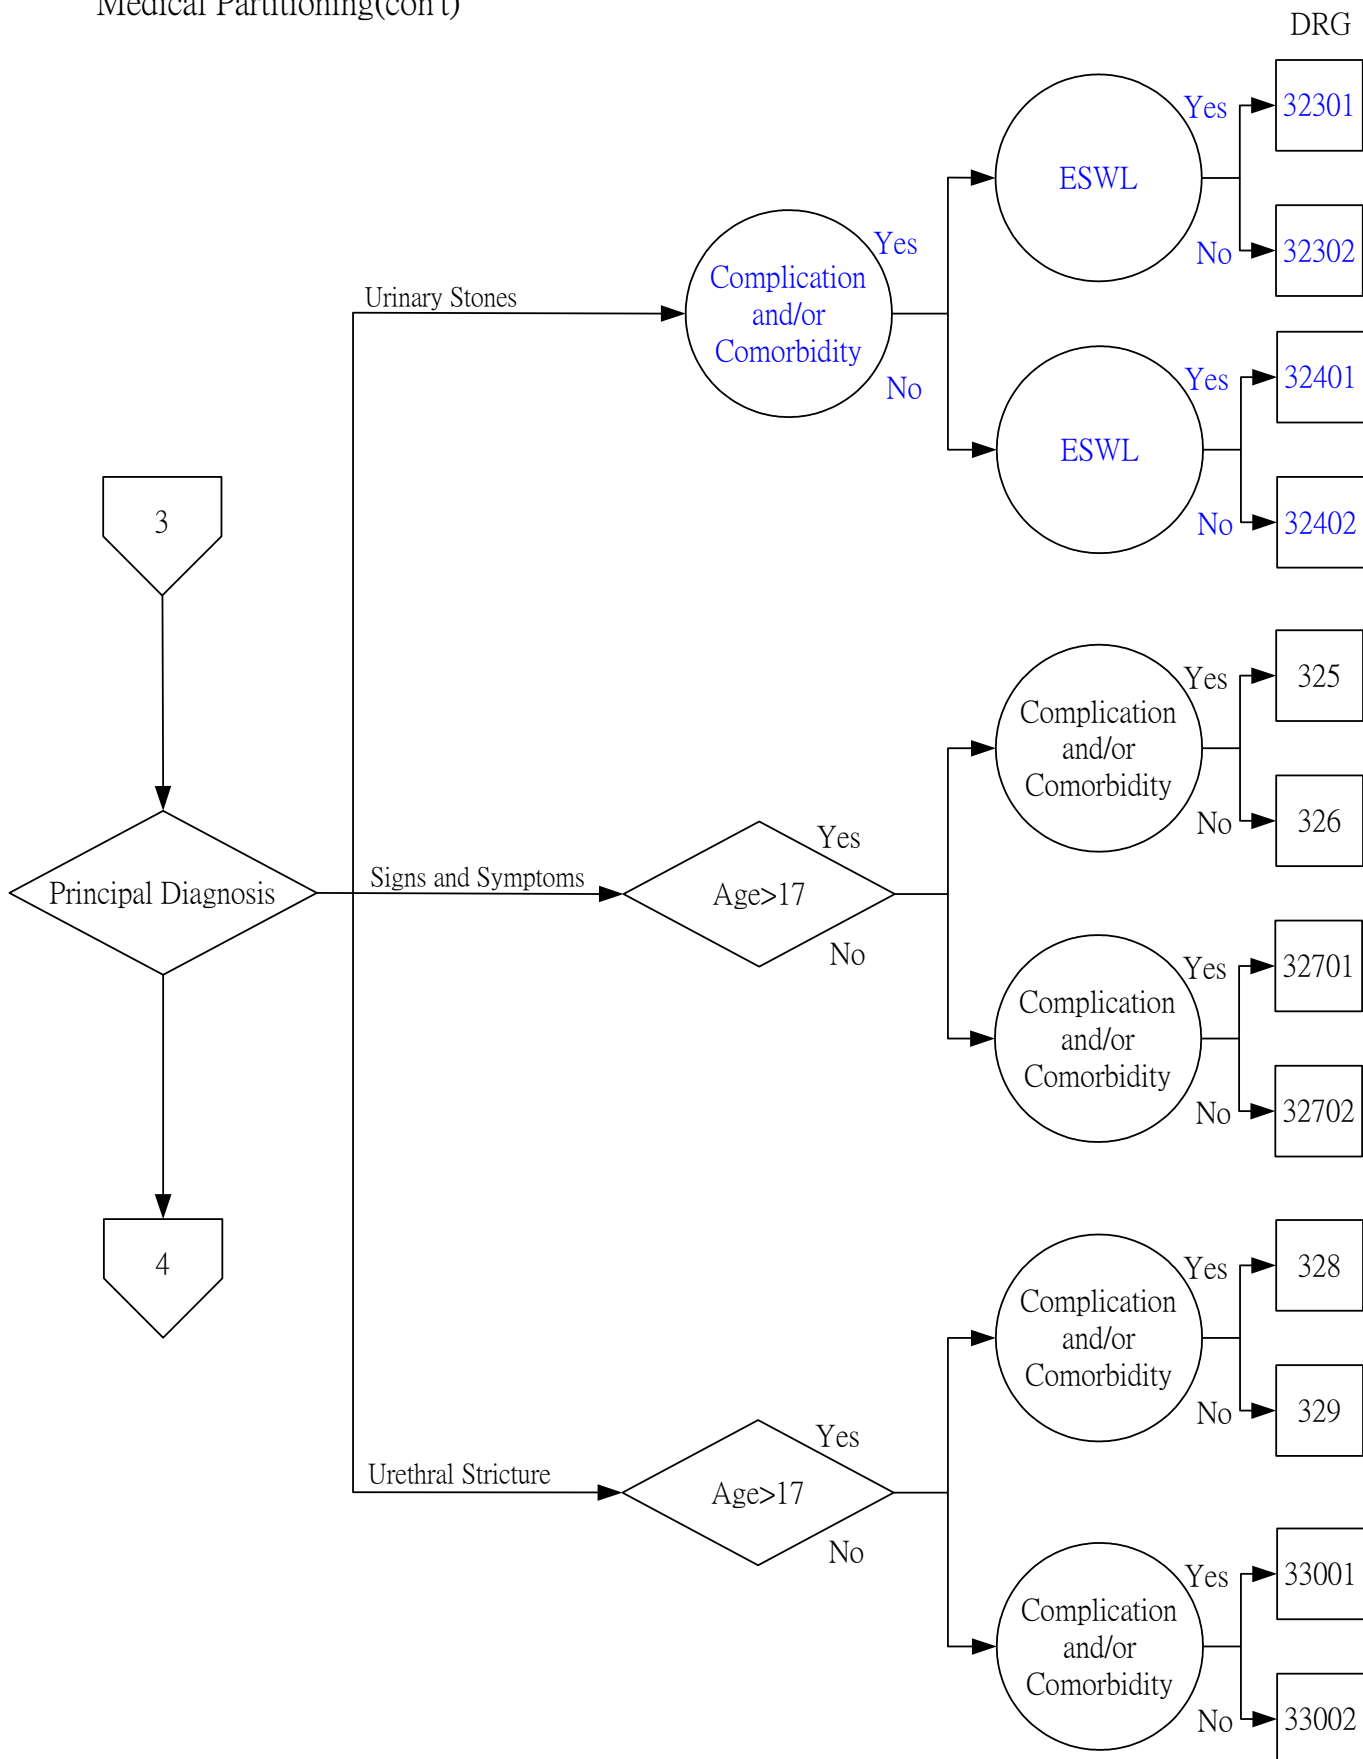 Medical Partitioning(con't)
DRG
Yes
32301
ESWL
No
32302
Urinary Stones
Complication
and/or
Comorbidity
Yes
No
Yes
32401
ESWL
No
32402
3
Yes
325
Complication
and/or
Comorbidity
No
326
Principal Diagnosis
Signs and Symptoms
Age>17
Yes
No
Yes
32701
Complication
and/or
Comorbidity
No
32702
4
Yes
328
Complication
and/or
Comorbidity
No
329
Urethral Stricture
Age>17
Yes
No
Yes
33001
Complication
and/or
Comorbidity
No
33002